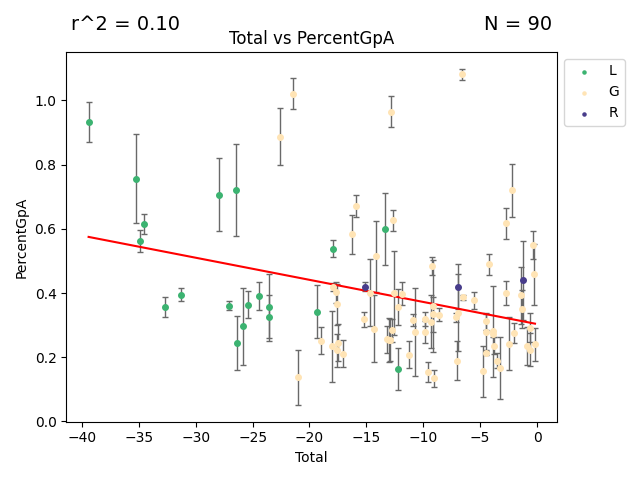 r^2 = 0.10
N = 90
Total vs PercentGpA
L
G
R
PercentGpA
1.0
0.8
0.6
0.4
0.2
0.0
−40
−35
−30
−25
−20
−15
−10
−5
0
Total